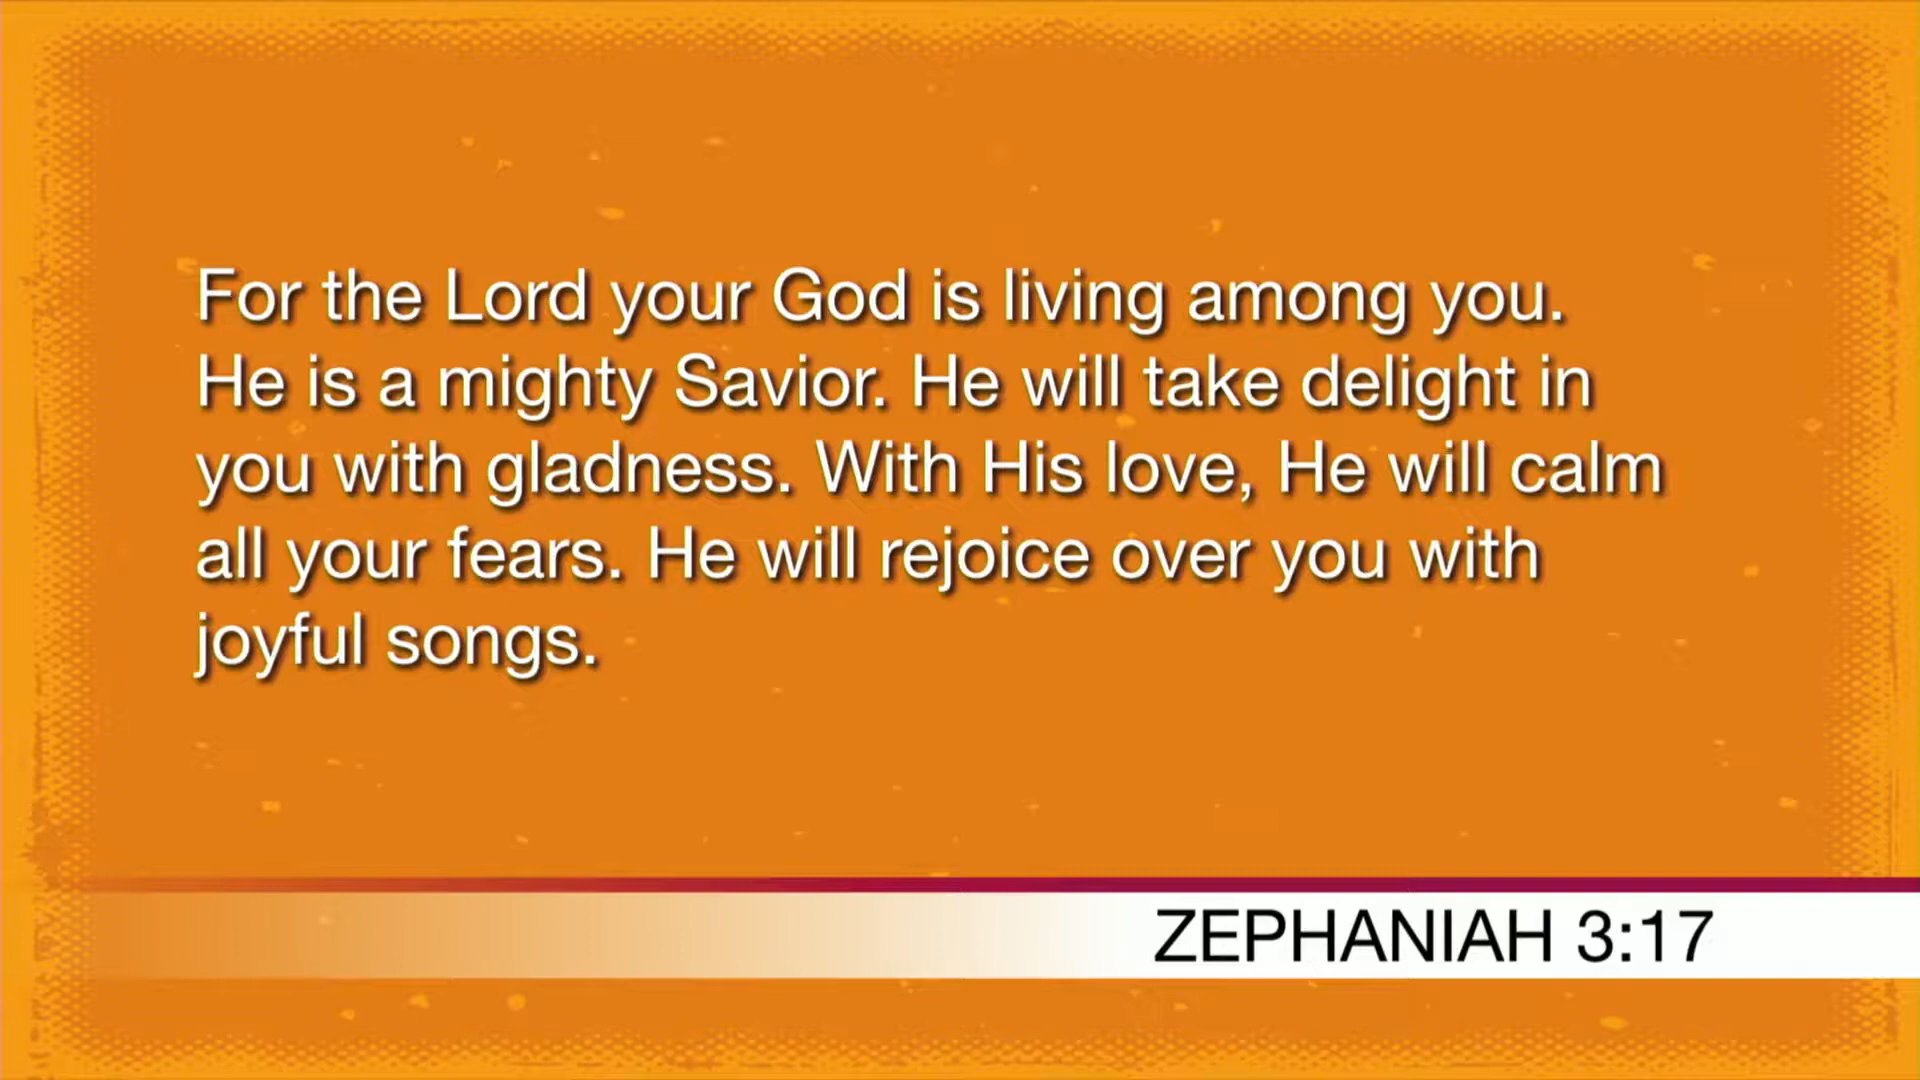 For the Lord your God is living among you.
He is a mighty Savior. He will take delight in
you with gladness. With His love, He will calm
all your fears. He will rejoice over you with
joyful songs.
ZEPHANIAH 3:17